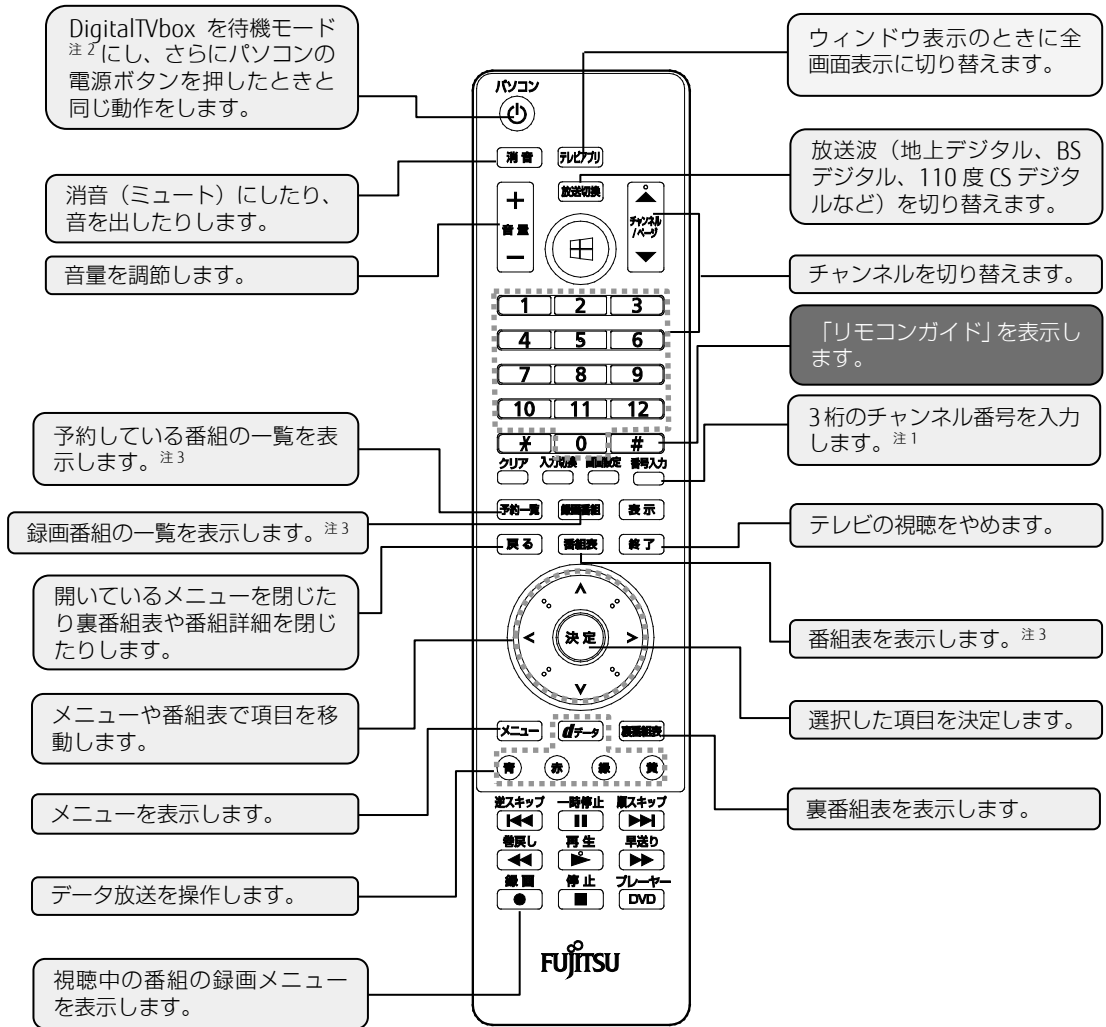 DigitalTVbox を待機モード
注2にし、さらにパソコンの
電源ボタンを押したときと
同じ動作をします。
消音（ミュート）にしたり、
音を出したりします。
音量を調節します。
予約している番組の一覧を表
示します。注3
録画番組の一覧を表示します。注3
開いているメニューを閉じた
り裏番組表や番組詳細を閉じ
たりします。
メニューや番組表で項目を移
動します。
メニューを表示します。
データ放送を操作します。
視聴中の番組の録画メニュー
を表示します。
パソコン
消音 テレビアプリ
放送切換
+
音量
−
チャンネル
/ページ
1 2 3
4 5 6
7 8 9
10 11 12
* 0 #
クリア 入力切換 画面設定 番号入力
予約一覧 録画番組 表示
戻る 番組表 終了
決定
メニュー dデータ 裏番組表
青 赤 緑 黄
逆スキップ 一時停止 順スキップ
巻戻し 再生 早送り
録画 停止 プレーヤー
DVD
FUJITSU
ウィンドウ表示のときに全
画面表示に切り替えます。
放送波（地上デジタル、BS
デジタル、110 度 CS デジタ
ルなど）を切り替えます。
チャンネルを切り替えます。
「リモコンガイド」を表示し
ます。
3桁のチャンネル番号を入力
します。注1
テレビの視聴をやめます。
番組表を表示します。注3
選択した項目を決定します。
裏番組表を表示します。